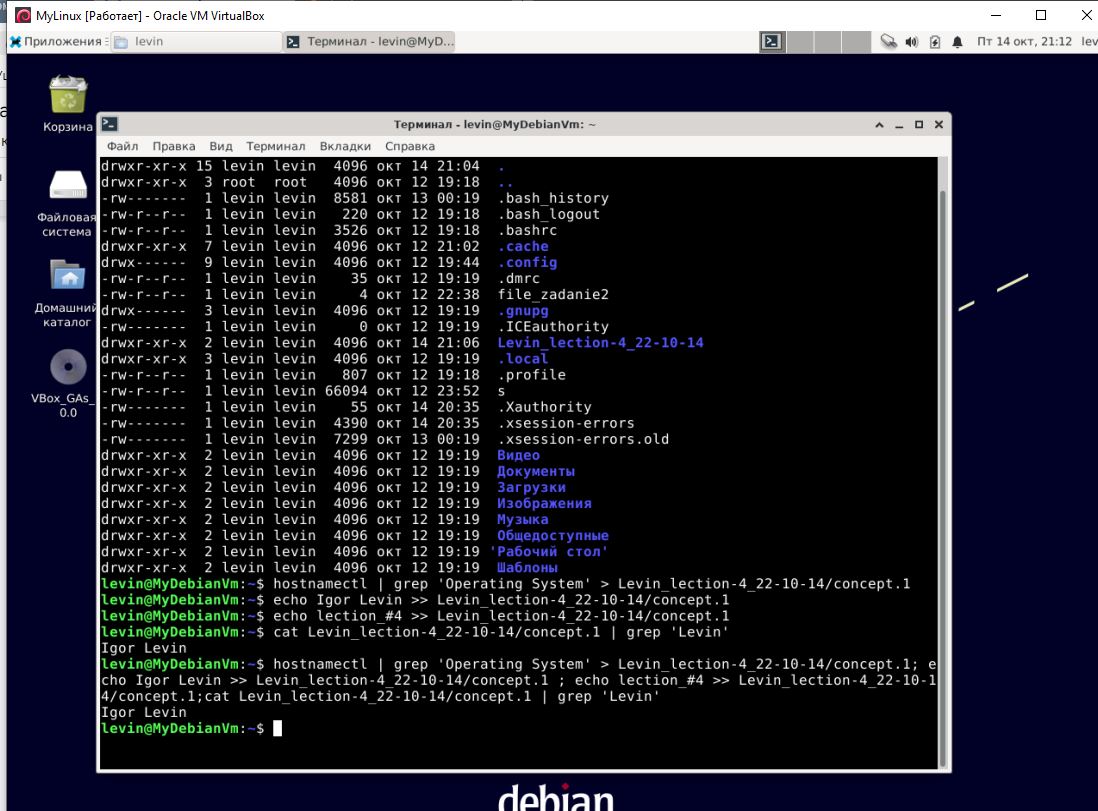 MyLinux [Работает] - Oracle VM VirtualBox
Приложения
levin
Терминал - levin@MyD...
Пт 14 окт, 21:12
lev
Корзина
Файловая
система
Домашний
каталог
VBox_GAs_
0.0
Терминал - levin@MyDebianVm: ~
Файл Правка Вид Терминал Вкладки Справка
drwxr-xr-x 15 levin levin 4096 окт 14 21:04 .
drwxr-xr-x 3 root root 4096 окт 12 19:18 ..
-rw------- 1 levin levin 8581 окт 13 00:19 .bash_history
-rw-r--r-- 1 levin levin 220 окт 12 19:18 .bash_logout
-rw-r--r-- 1 levin levin 3526 окт 12 19:18 .bashrc
drwxr-xr-x 7 levin levin 4096 окт 12 21:02 .cache
drwx------ 9 levin levin 4096 окт 12 19:44 .config
-rw-r--r-- 1 levin levin 35 окт 12 19:19 .dmrc
-rw-r--r-- 1 levin levin 4 окт 12 22:38 file_zadanie2
drwx------ 3 levin levin 4096 окт 12 19:19 .gnupg
-rw------- 1 levin levin 0 окт 12 19:19 .ICEauthority
drwxr-xr-x 2 levin levin 4096 окт 14 21:06 Levin_lection-4_22-10-14
drwxr-xr-x 3 levin levin 4096 окт 12 19:19 .local
-rw-r--r-- 1 levin levin 807 окт 12 19:18 .profile
-rw-r--r-- 1 levin levin 66094 окт 12 23:52 s
-rw------- 1 levin levin 55 окт 14 20:35 .Xauthority
-rw------- 1 levin levin 4390 окт 14 20:35 .xsession-errors
-rw------- 1 levin levin 7299 окт 13 00:19 .xsession-errors.old
drwxr-xr-x 2 levin levin 4096 окт 12 19:19 Видео
drwxr-xr-x 2 levin levin 4096 окт 12 19:19 Документы
drwxr-xr-x 2 levin levin 4096 окт 12 19:19 Загрузки
drwxr-xr-x 2 levin levin 4096 окт 12 19:19 Изображения
drwxr-xr-x 2 levin levin 4096 окт 12 19:19 Музыка
drwxr-xr-x 2 levin levin 4096 окт 12 19:19 Общедоступные
drwxr-xr-x 2 levin levin 4096 окт 12 19:19 'Рабочий стол'
drwxr-xr-x 2 levin levin 4096 окт 12 19:19 Шаблоны
levin@MyDebianVm:~$ hostnamectl | grep 'Operating System' > Levin_lection-4_22-10-14/concept.1
levin@MyDebianVm:~$ echo Igor Levin >> Levin_lection-4_22-10-14/concept.1
levin@MyDebianVm:~$ echo lection_#4 >> Levin_lection-4_22-10-14/concept.1
levin@MyDebianVm:~$ cat Levin_lection-4_22-10-14/concept.1 | grep 'Levin'
Igor Levin
levin@MyDebianVm:~$ hostnamectl | grep 'Operating System' > Levin_lection-4_22-10-14/concept.1; e
cho Igor Levin >> Levin_lection-4_22-10-14/concept.1 ; echo lection_#4 >> Levin_lection-4_22-10-1
4/concept.1;cat Levin_lection-4_22-10-14/concept.1 | grep 'Levin'
Igor Levin
levin@MyDebianVm:~$
debian